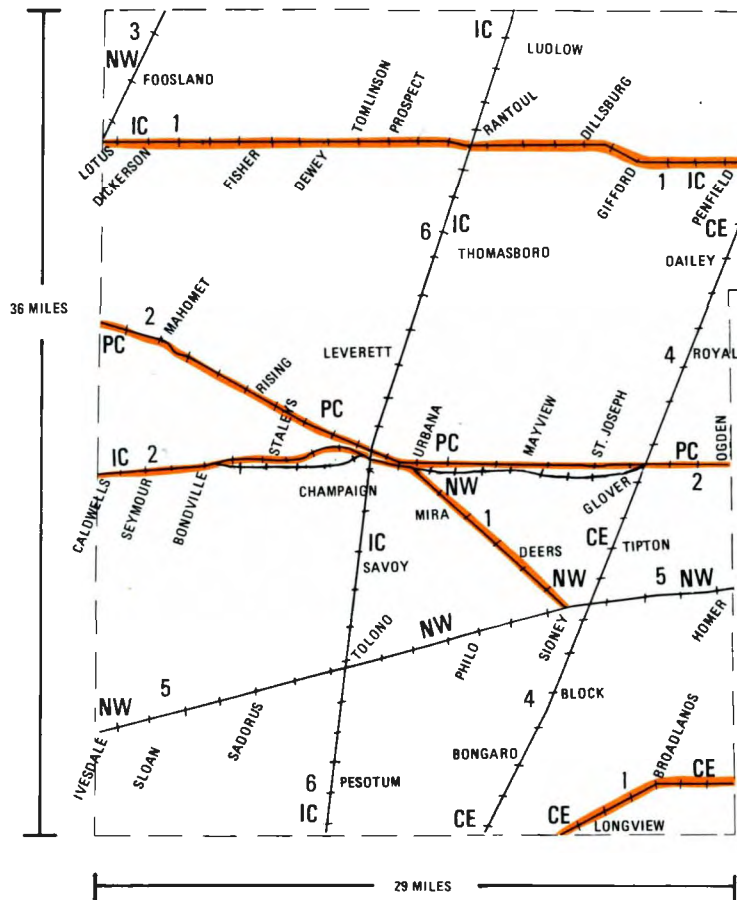 3
NW
FOOSLAND
IC
LUDLOW
TOMLINSON
PROSPECT
RANTOUL
DILLSBURG
IC 1
LOTUS
DICKERSON
FISHER
DEWEY
GIFFORD
1 IC
PENFIELD
CE
DAILEY
6 IC
THOMASBORO
36 MILES
2
MAHOMET
PC
RISING
LEVERETT
4
ROYAL
STALEYS
PC
URBANA
PC
MAYVIEW
ST. JOSEPH
PC
OGDEN
2
IC 2
CALDWELLS
SEYMOUR
BONDVILLE
CHAMPAIGN
NW
GLOVER
MIRA
1
DEERS
CE
TIPTON
IC
SAVOY
NW
5 NW
HOMER
TOLONO
NW
PHILO
SIDNEY
NW 5
IVESDALE
SLOAN
SADORUS
4
BLOCK
BONGARD
BROADLANDS
6
PESOTUM
IC
1 CE
CE
CE
LONGVIEW
29 MILES